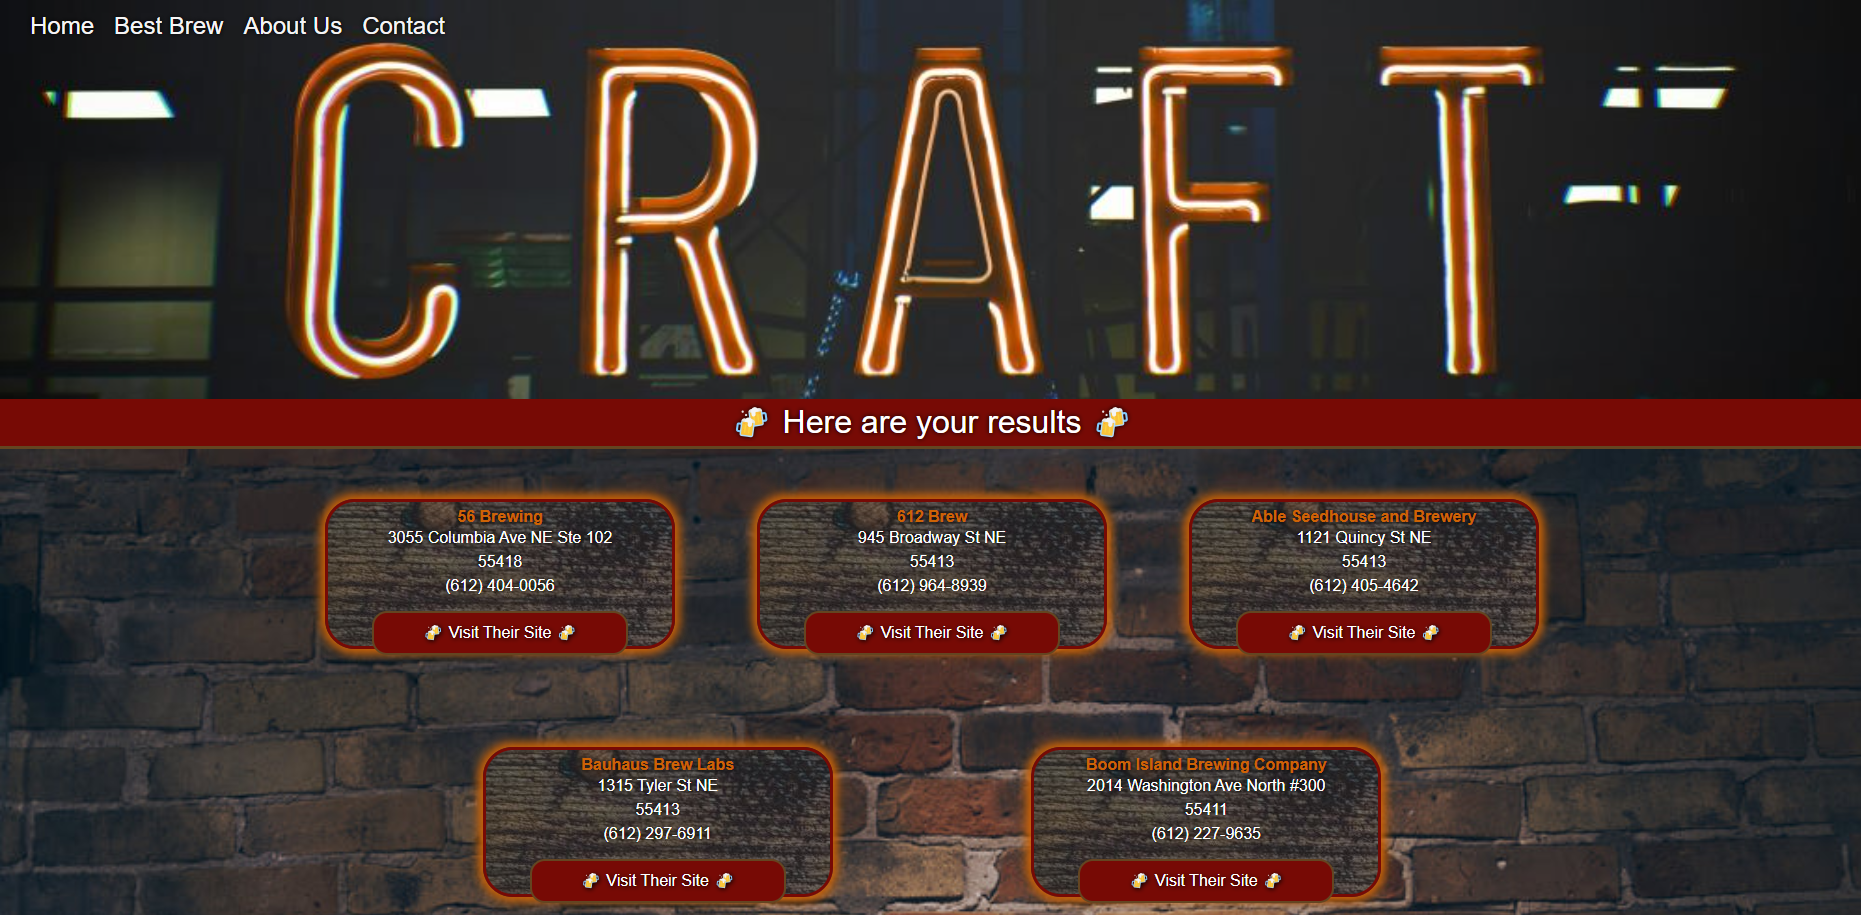 Home Best Brew About Us Contact
CRAFT
Here are your results
56 Brewing
3055 Columbia Ave NE Ste 102
55418
(612) 404-0056
Visit Their Site
612 Brew
945 Broadway St NE
55413
(612) 964-8939
Visit Their Site
Able Seedhouse and Brewery
1121 Quincy St NE
55413
(612) 405-4642
Visit Their Site
Bauhaus Brew Labs
1315 Tyler St NE
55413
(612) 297-6911
Visit Their Site
Boom Island Brewing Company
2014 Washington Ave North #300
55411
(612) 227-9635
Visit Their Site